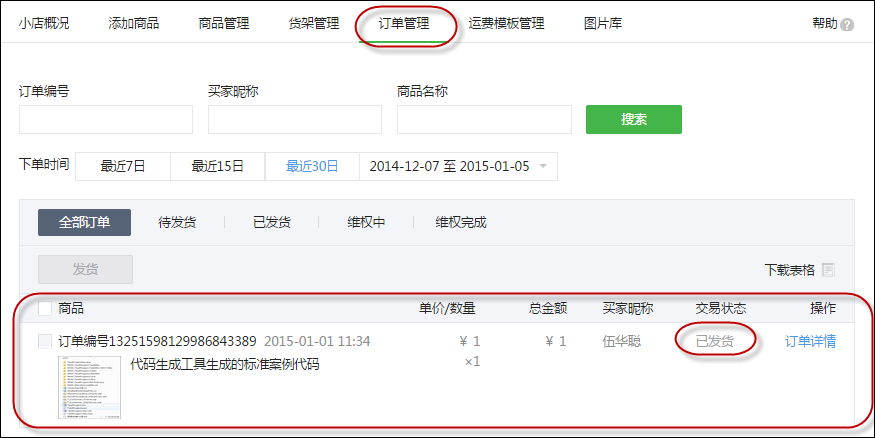 小店概况 添加商品 商品管理 货架管理 订单管理 运费模板管理 图片库 帮助 ?
订单编号 买家昵称 商品名称
搜索
下单时间 最近7日 最近15日 最近30日 2014-12-07 至 2015-01-05
全部订单 待发货 已发货 维权中 维权完成
发货 下载表格
商品 单价/数量 总金额 买家昵称 交易状态 操作
订单编号13251598129986843389 2015-01-01 11:34 ¥ 1 ¥ 1 伍华聪 已发货 订单详情
代码生成工具生成的标准案例代码 ×1